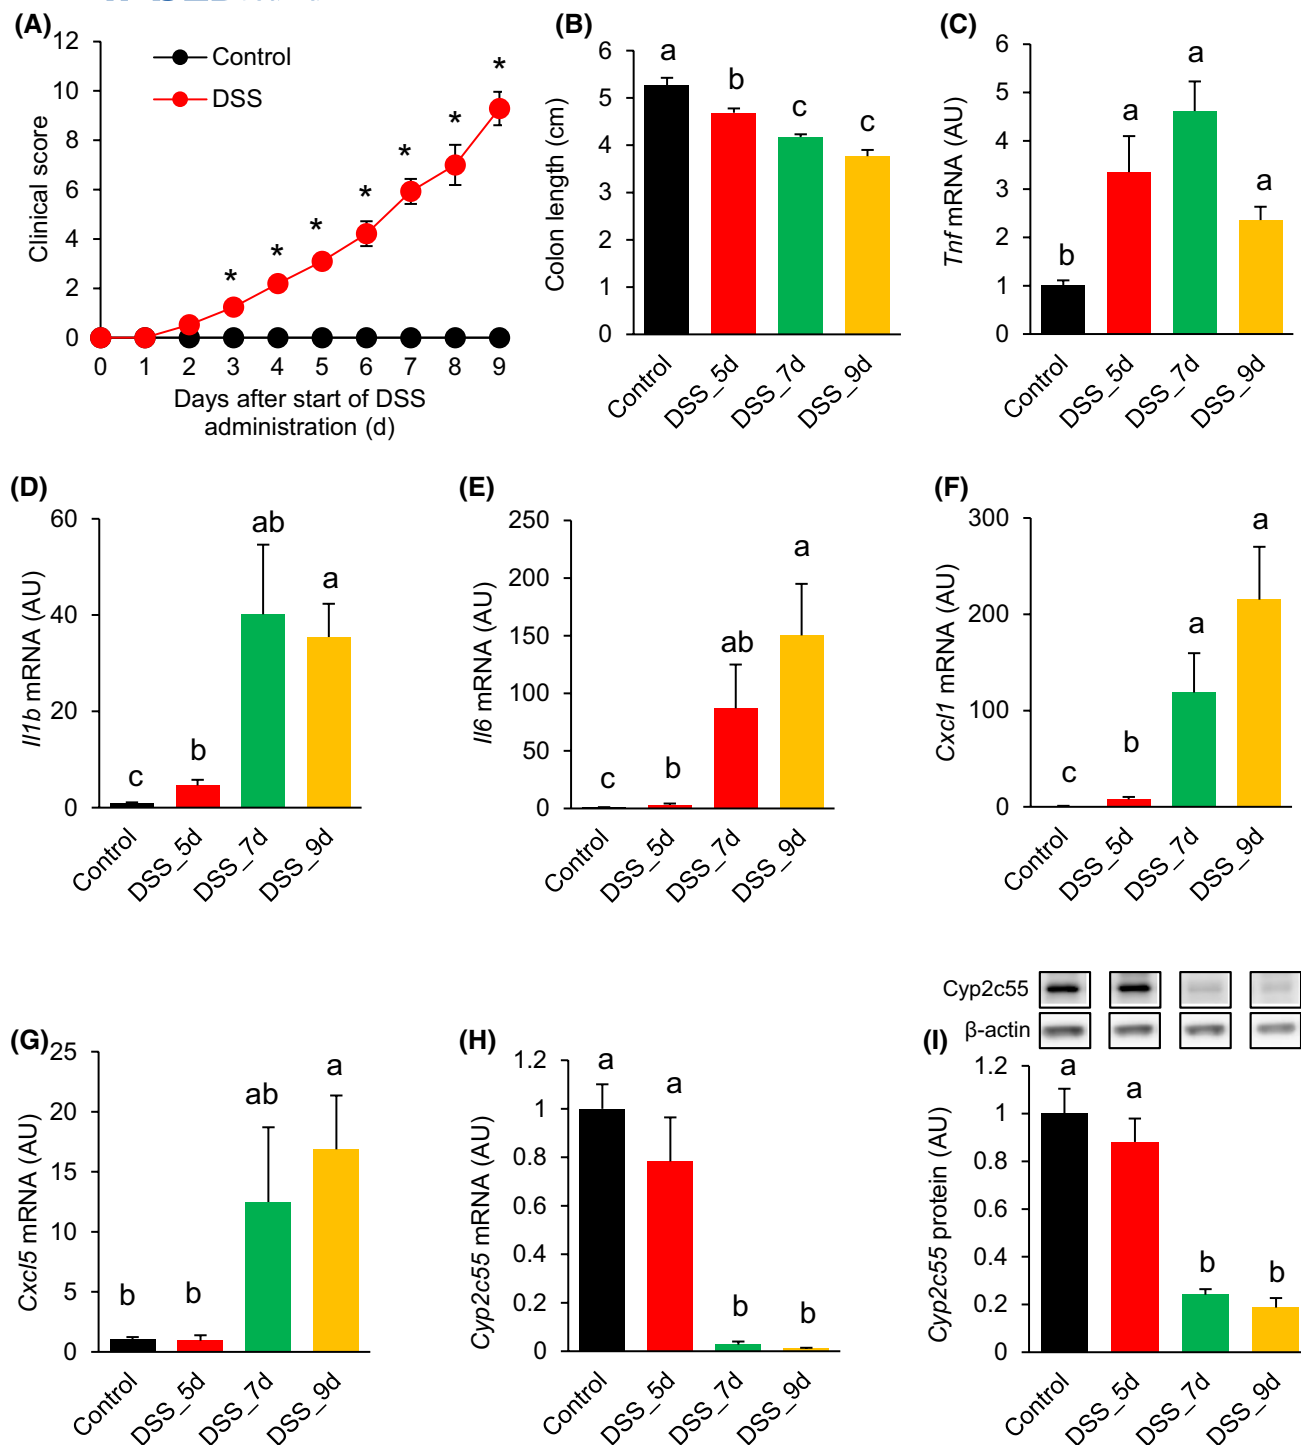 (A)
12
10
8
6
4
2
0
Clinical score
Control
DSS
* * * * * * *
0 1 2 3 4 5 6 7 8 9
Days after start of DSS
administration (d)
(B)
6
5
4
3
2
1
0
Colon length (cm)
a b c c
Control DSS_5d DSS_7d DSS_9d
(C)
6
5
4
3
2
1
0
Tnf mRNA (AU)
b a a a
Control DSS_5d DSS_7d DSS_9d
(D)
60
40
20
0
Il1b mRNA (AU)
c b ab a
Control DSS_5d DSS_7d DSS_9d
(E)
250
200
150
100
50
0
Il6 mRNA (AU)
c b ab a
Control DSS_5d DSS_7d DSS_9d
(F)
300
200
100
0
Cxcl1 mRNA (AU)
c b a a
Control DSS_5d DSS_7d DSS_9d
(G)
25
20
15
10
5
0
Cxcl5 mRNA (AU)
b b ab a
Control DSS_5d DSS_7d DSS_9d
(H)
1.2
1
0.8
0.6
0.4
0.2
0
Cyp2c55 mRNA (AU)
a a b b
Control DSS_5d DSS_7d DSS_9d
Cyp2c55
β-actin
(I)
1.2
1
0.8
0.6
0.4
0.2
0
Cyp2c55 protein (AU)
a a b b
Control DSS_5d DSS_7d DSS_9d